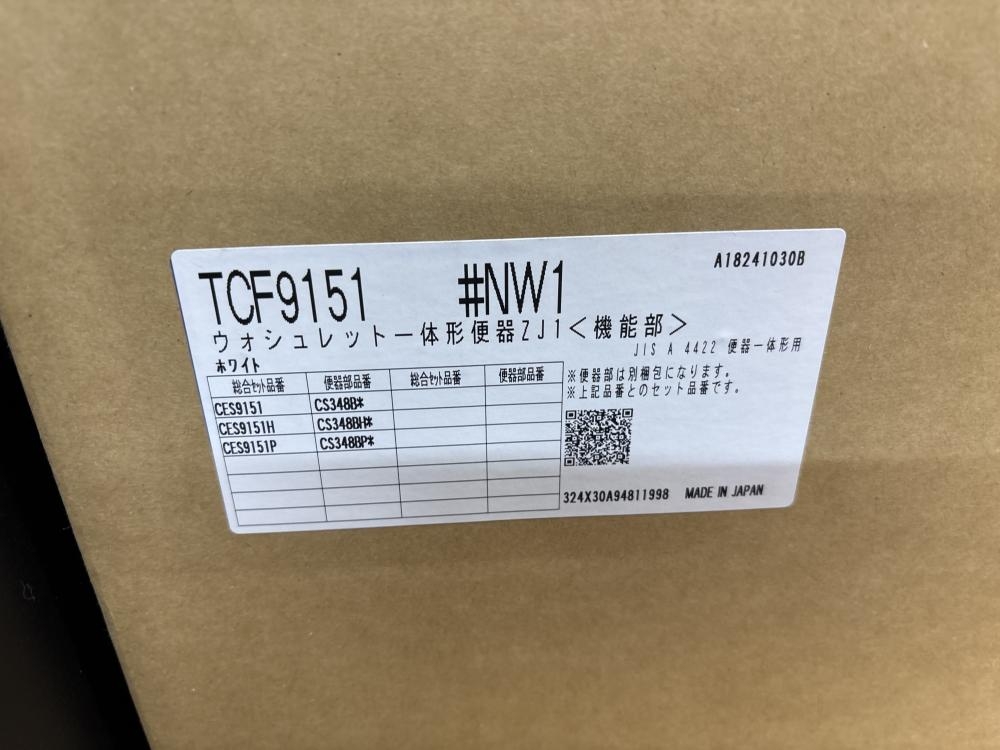 TCF9151 #NW1 A18241030B
ウォシュレット一体形便器ZJ1<機能部>
JIS A 4422 便器一体形用
ホワイト
総合セット品番 便器部品番 総合セット品番 便器部品番
CES9151 CS348B*
CES9151H CS348BH*
CES9151P CS348BP*
※便器部は別梱包になります。
※上記品番とのセット品番です。
324X30A94811998 MADE IN JAPAN